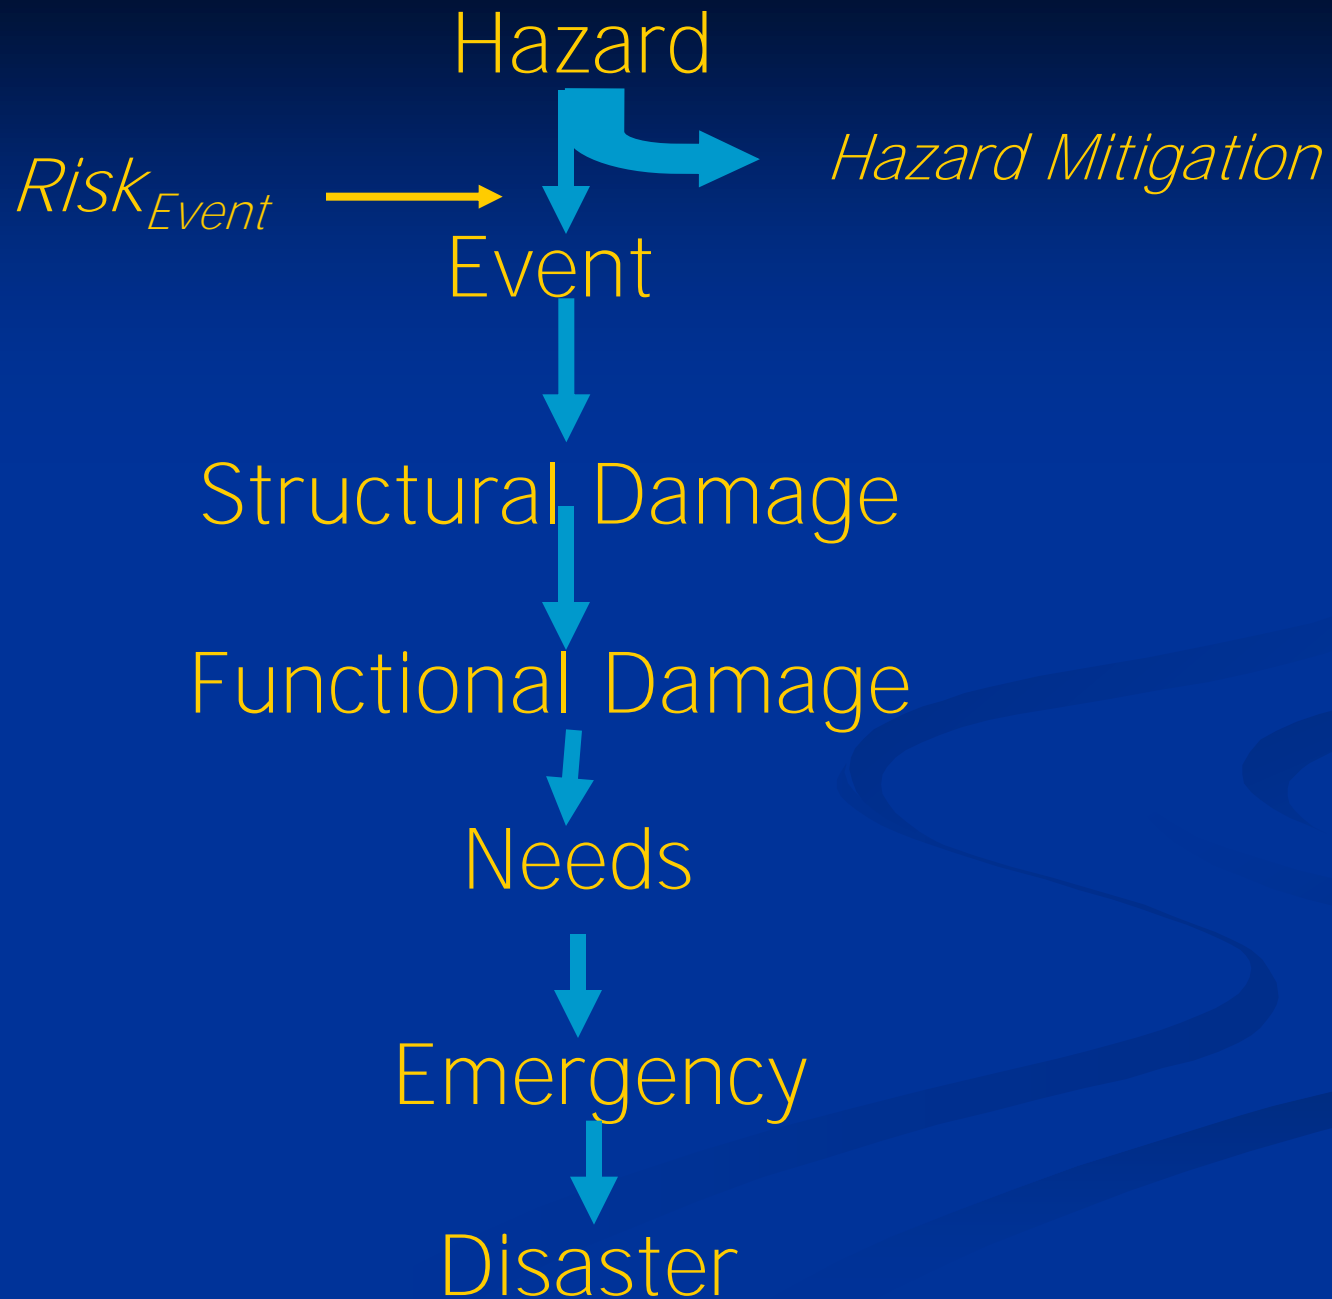 Hazard
Hazard Mitigation
Risk Event
Event
Structural Damage
Functional Damage
Needs
Emergency
Disaster